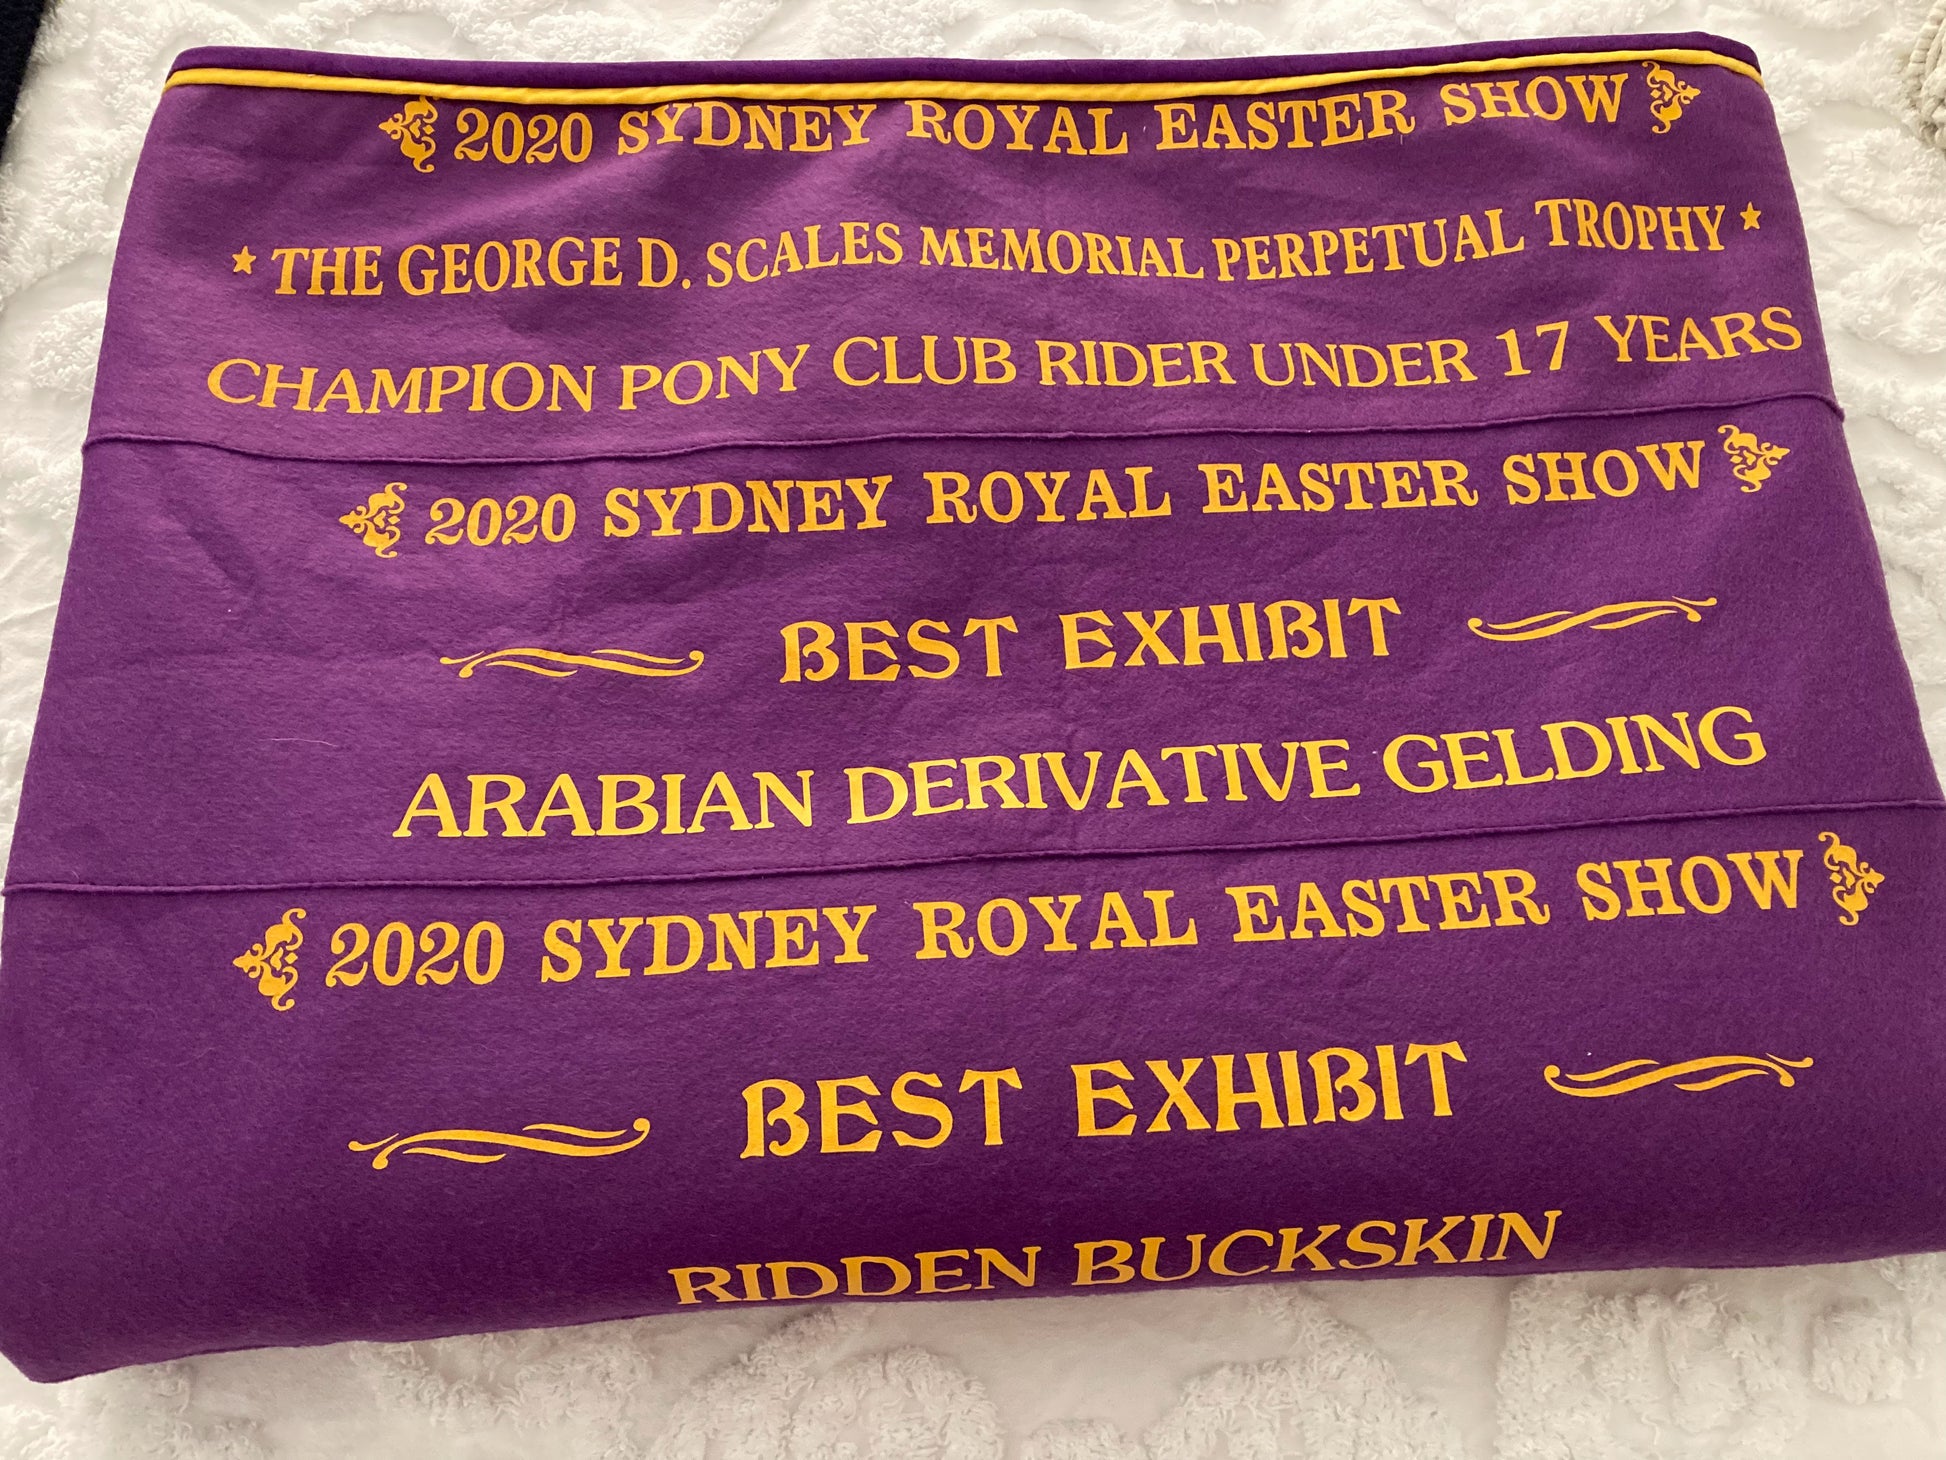 2020 SYDNEY ROYAL EASTER SHOW
* THE GEORGE D. SCALES MEMORIAL PERPETUAL TROPHY *
CHAMPION PONY CLUB RIDER UNDER 17 YEARS
2020 SYDNEY ROYAL EASTER SHOW
BEST EXHIBIT
ARABIAN DERIVATIVE GELDING
2020 SYDNEY ROYAL EASTER SHOW
BEST EXHIBIT
RIDDEN BUCKSKIN